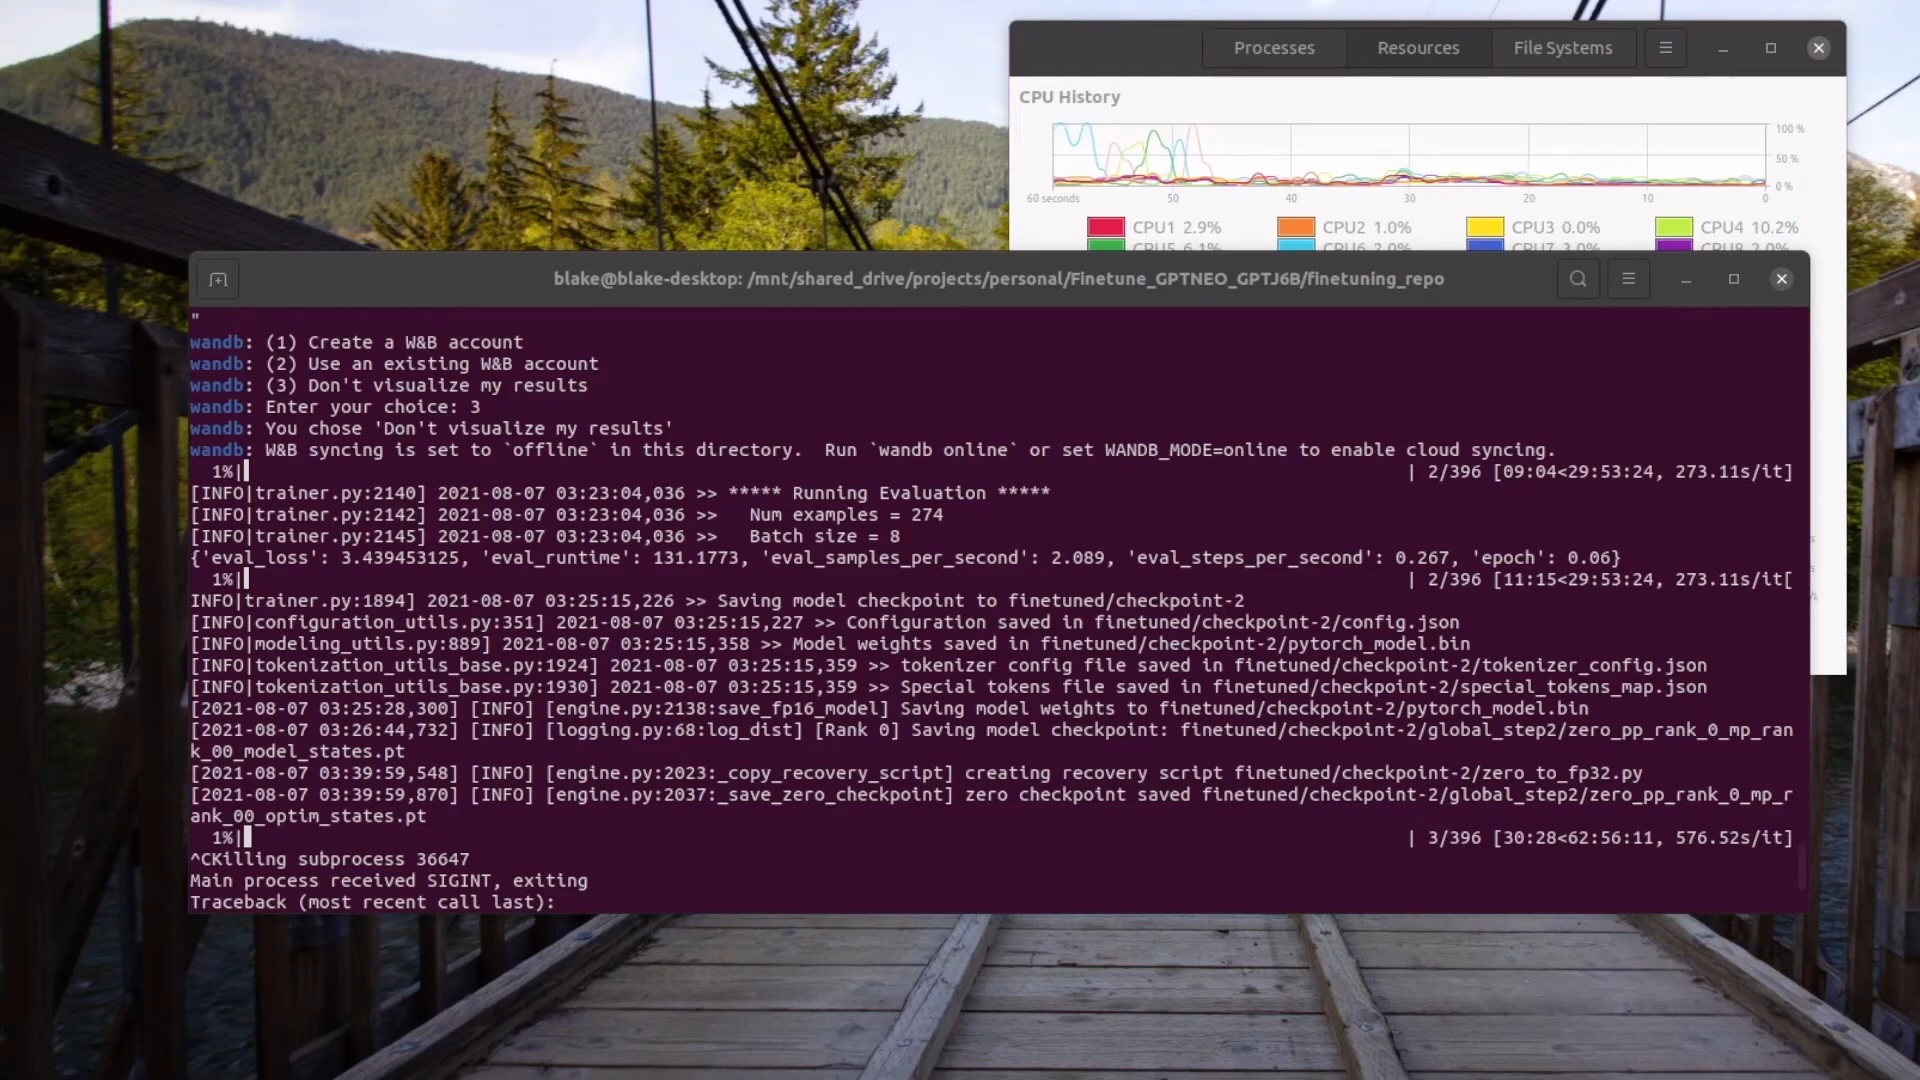 Processes Resources File Systems
CPU History
100 %
50 %
0 %
60 seconds 50 40 30 20 10 0
CPU1 2.9% CPU2 1.0% CPU3 0.0% CPU4 10.2%
CPU5 6.1% CPU6 2.0% CPU7 3.0% CPU8 2.0%
blake@blake-desktop: /mnt/shared_drive/projects/personal/Finetune_GPTNEO_GPTJ6B/finetuning_repo
"
wandb: (1) Create a W&B account
wandb: (2) Use an existing W&B account
wandb: (3) Don't visualize my results
wandb: Enter your choice: 3
wandb: You chose 'Don't visualize my results'
wandb: W&B syncing is set to `offline` in this directory.  Run `wandb online` or set WANDB_MODE=online to enable cloud syncing.
1%| | 2/396 [09:04<29:53:24, 273.11s/it]
[INFO|trainer.py:2140] 2021-08-07 03:23:04,036 >> ***** Running Evaluation *****
[INFO|trainer.py:2142] 2021-08-07 03:23:04,036 >>   Num examples = 274
[INFO|trainer.py:2145] 2021-08-07 03:23:04,036 >>   Batch size = 8
{'eval_loss': 3.439453125, 'eval_runtime': 131.1773, 'eval_samples_per_second': 2.089, 'eval_steps_per_second': 0.267, 'epoch': 0.06}
1%| | 2/396 [11:15<29:53:24, 273.11s/it[
INFO|trainer.py:1894] 2021-08-07 03:25:15,226 >> Saving model checkpoint to finetuned/checkpoint-2
[INFO|configuration_utils.py:351] 2021-08-07 03:25:15,227 >> Configuration saved in finetuned/checkpoint-2/config.json
[INFO|modeling_utils.py:889] 2021-08-07 03:25:15,358 >> Model weights saved in finetuned/checkpoint-2/pytorch_model.bin
[INFO|tokenization_utils_base.py:1924] 2021-08-07 03:25:15,359 >> tokenizer config file saved in finetuned/checkpoint-2/tokenizer_config.json
[INFO|tokenization_utils_base.py:1930] 2021-08-07 03:25:15,359 >> Special tokens file saved in finetuned/checkpoint-2/special_tokens_map.json
[2021-08-07 03:25:28,300] [INFO] [engine.py:2138:save_fp16_model] Saving model weights to finetuned/checkpoint-2/pytorch_model.bin
[2021-08-07 03:26:44,732] [INFO] [logging.py:68:log_dist] [Rank 0] Saving model checkpoint: finetuned/checkpoint-2/global_step2/zero_pp_rank_0_mp_ran
k_00_model_states.pt
[2021-08-07 03:39:59,548] [INFO] [engine.py:2023:_copy_recovery_script] creating recovery script finetuned/checkpoint-2/zero_to_fp32.py
[2021-08-07 03:39:59,870] [INFO] [engine.py:2037:_save_zero_checkpoint] zero checkpoint saved finetuned/checkpoint-2/global_step2/zero_pp_rank_0_mp_r
ank_00_optim_states.pt
1%| | 3/396 [30:28<62:56:11, 576.52s/it]
^CKilling subprocess 36647
Main process received SIGINT, exiting
Traceback (most recent call last):